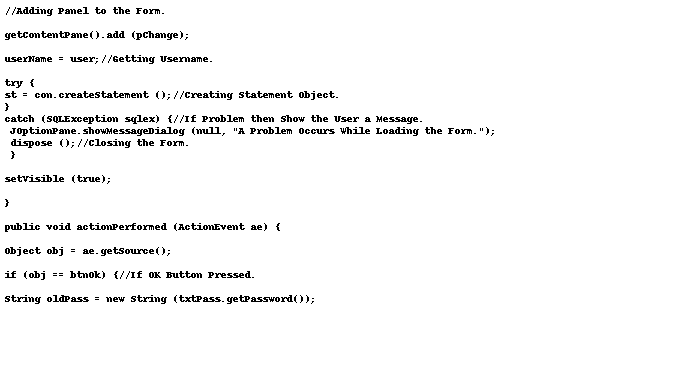 //Adding Panel to the Form.
getContentPane().add (pChange);
userName = user;//Getting Username.
try {
st = con.createStatement ();//Creating Statement Object.
}
catch (SQLException sqlex) {//If Problem then Show the User a Message.
JOptionPane.showMessageDialog (null, "A Problem Occurs While Loading the Form.");
dispose ();//Closing the Form.
}
setVisible (true);
}
public void actionPerformed (ActionEvent ae) {
Object obj = ae.getSource();
if (obj == btnOk) {//If OK Button Pressed.
String oldPass = new String (txtPass.getPassword());